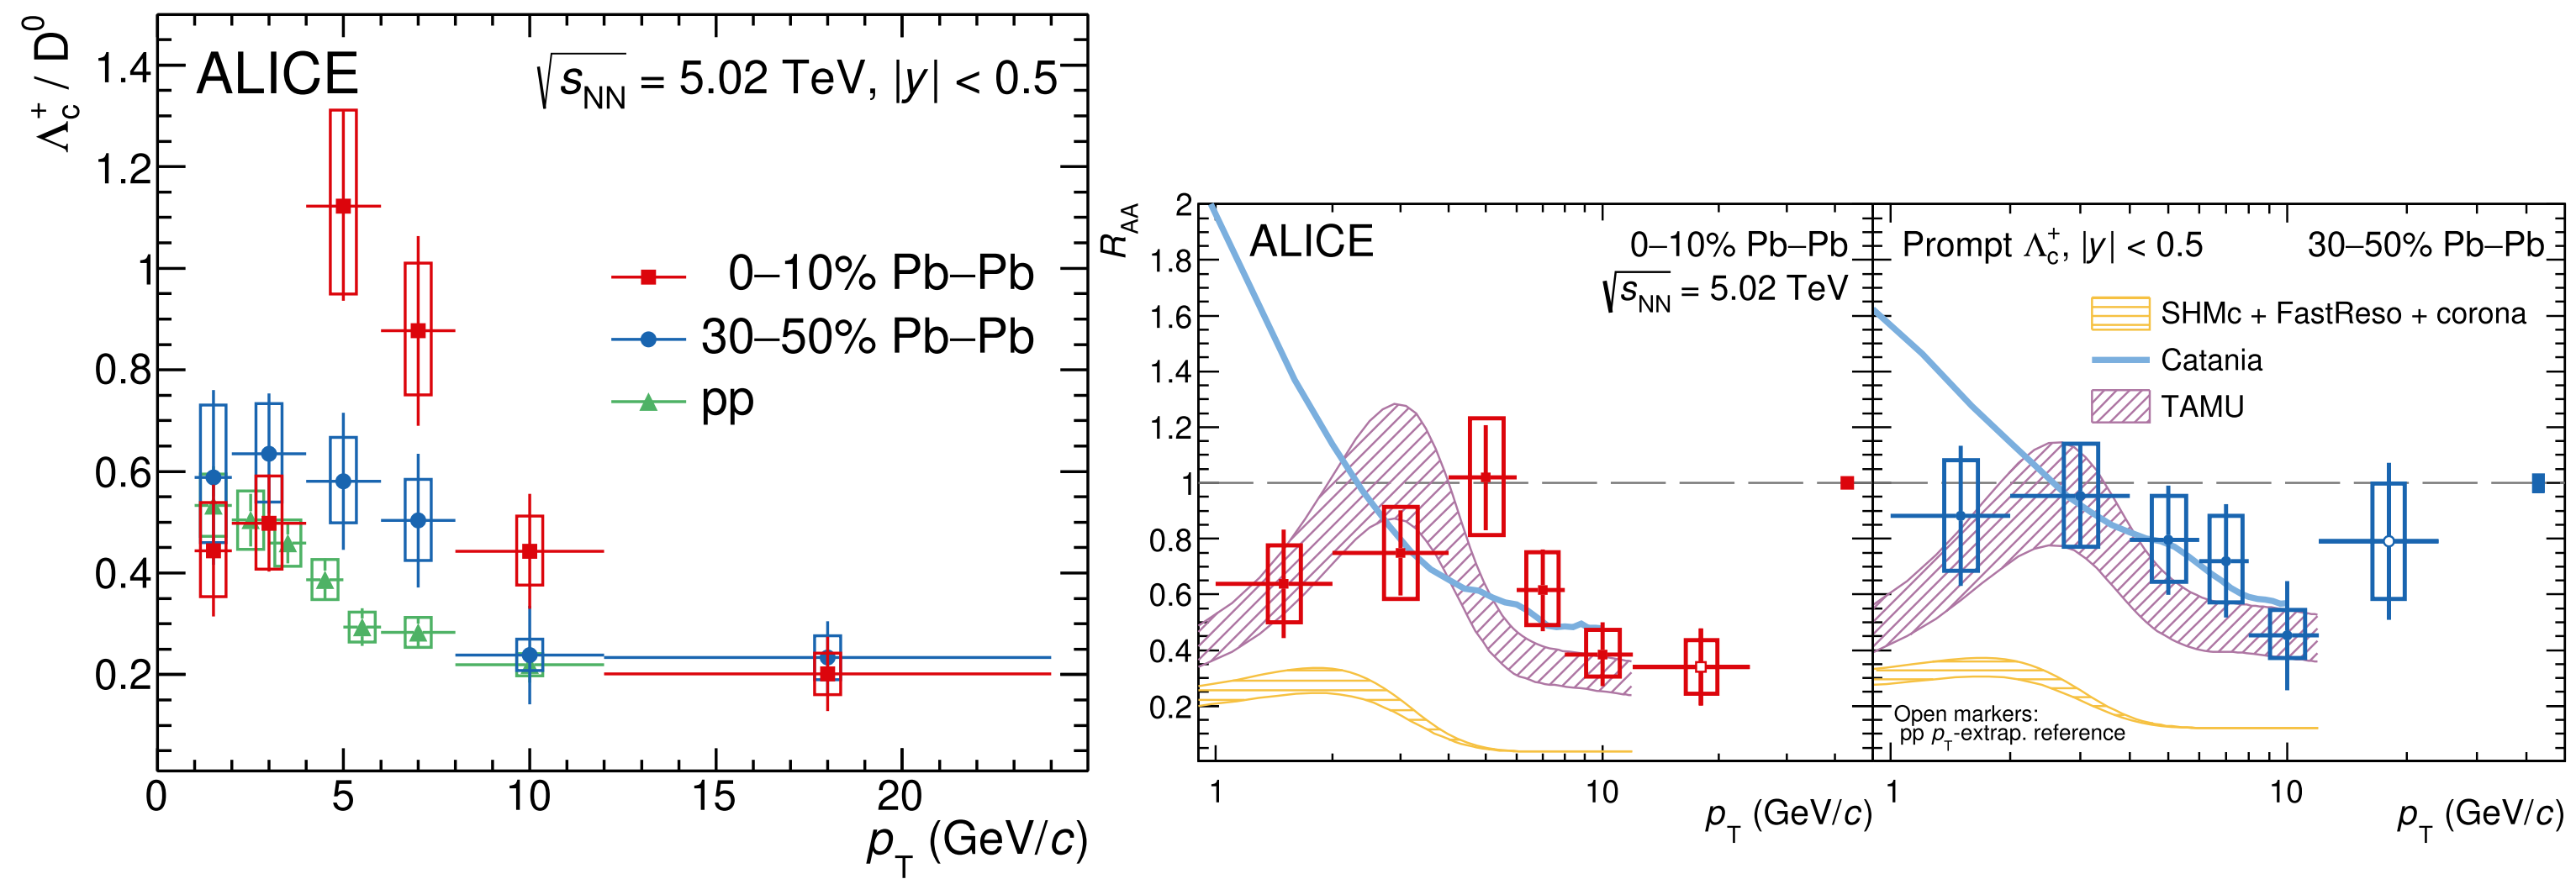 Λc+ / D0
ALICE
√sNN = 5.02 TeV, |y| < 0.5
0–10% Pb–Pb
30–50% Pb–Pb
pp
1.4
1.2
1
0.8
0.6
0.4
0.2
0 5 10 15 20
pT (GeV/c)
RAA
ALICE
0–10% Pb–Pb
√sNN = 5.02 TeV
2
1.8
1.6
1.4
1.2
1
0.8
0.6
0.4
0.2
1 10
pT (GeV/c)
Prompt Λc+, |y| < 0.5
30–50% Pb–Pb
SHMc + FastReso + corona
Catania
TAMU
Open markers:
pp pT-extrap. reference
1 10
pT (GeV/c)